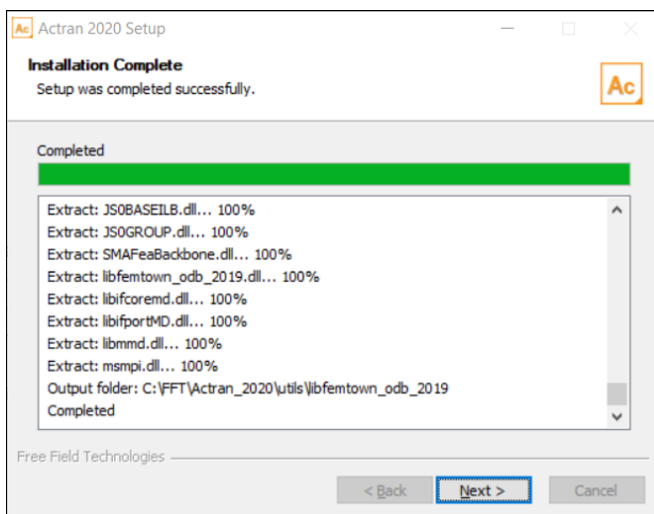 Ac Actran 2020 Setup
Installation Complete
Setup was completed successfully.
Ac
Completed
Extract: JS0BASEILB.dll... 100%
Extract: JS0GROUP.dll... 100%
Extract: SMAFeaBackbone.dll... 100%
Extract: libfemtown_odb_2019.dll... 100%
Extract: libifcoremd.dll... 100%
Extract: libifportMD.dll... 100%
Extract: libmmd.dll... 100%
Extract: msmpi.dll... 100%
Output folder: C:\FFT\Actran_2020\utils\libfemtown_odb_2019
Completed
Free Field Technologies
< Back Next > Cancel